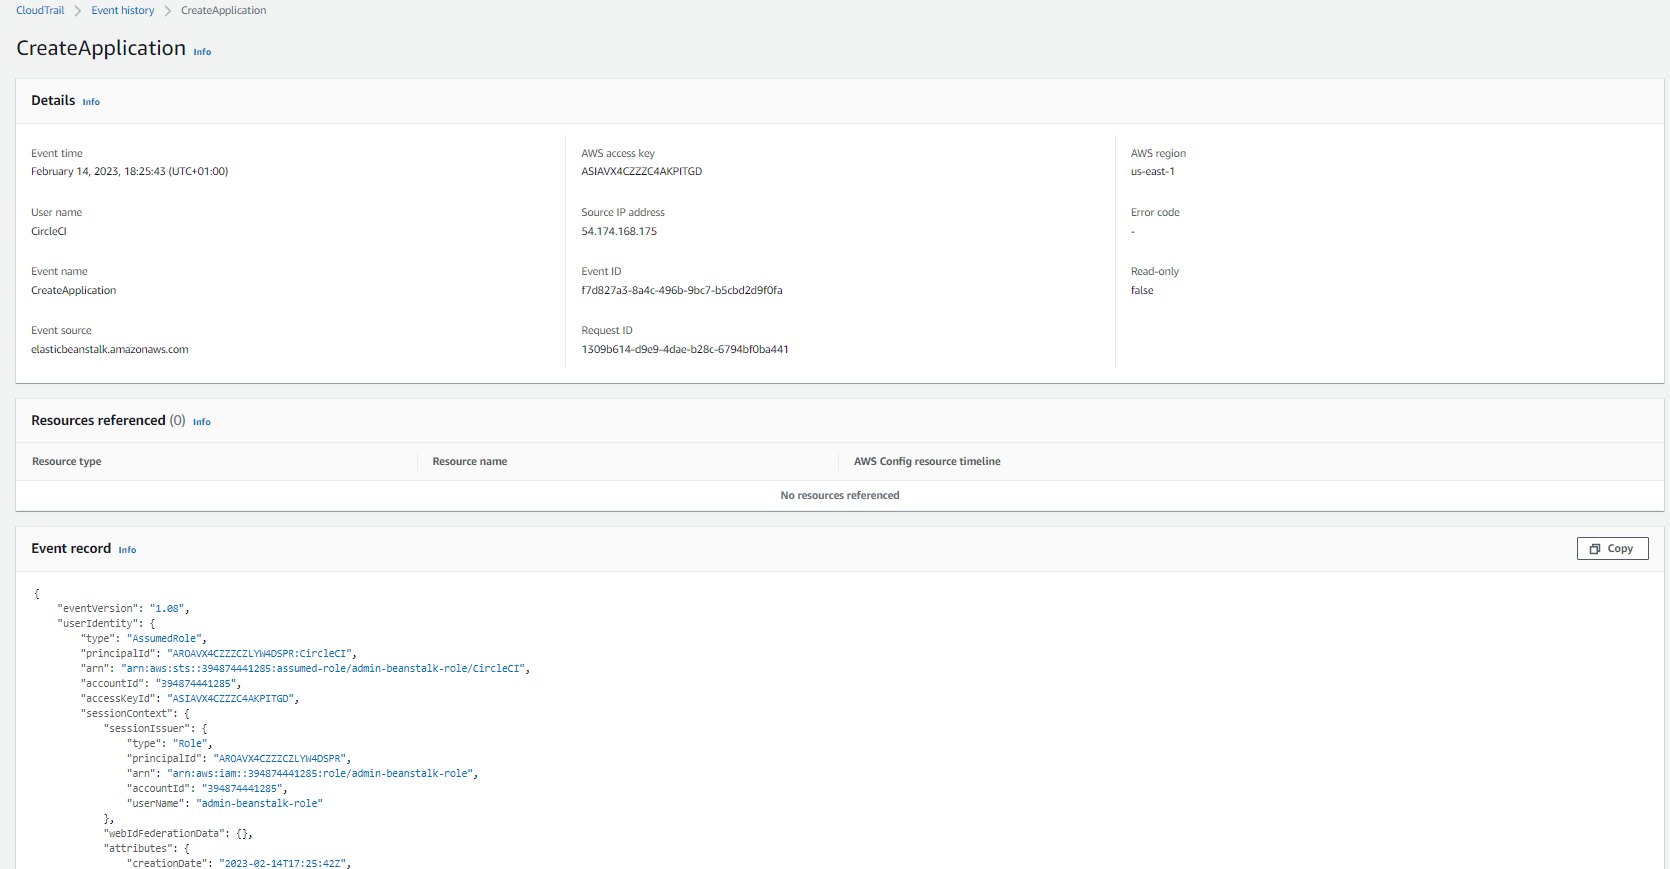 CloudTrail > Event history > CreateApplication
CreateApplication Info
Details Info
Event time
February 14, 2023, 18:25:43 (UTC+01:00)
User name
CircleCI
Event name
CreateApplication
Event source
elasticbeanstalk.amazonaws.com
AWS access key
ASIAVX4CZZZC4AKPITGD
Source IP address
54.174.168.175
Event ID
f7d827a3-8a4c-496b-9bc7-b5cbd2d9f0fa
Request ID
1309b614-d9e9-4dae-b28c-6794bf0ba441
AWS region
us-east-1
Error code
-
Read-only
false
Resources referenced (0) Info
Resource type Resource name AWS Config resource timeline
No resources referenced
Event record Info
Copy
{
"eventVersion": "1.08",
"userIdentity": {
"type": "AssumedRole",
"principalId": "AROAVX4CZZZCZLYW4DSPR:CircleCI",
"arn": "arn:aws:sts::394874441285:assumed-role/admin-beanstalk-role/CircleCI",
"accountId": "394874441285",
"accessKeyId": "ASIAVX4CZZZC4AKPITGD",
"sessionContext": {
"sessionIssuer": {
"type": "Role",
"principalId": "AROAVX4CZZZCZLYW4DSPR",
"arn": "arn:aws:iam::394874441285:role/admin-beanstalk-role",
"accountId": "394874441285",
"userName": "admin-beanstalk-role"
},
"webIdFederationData": {},
"attributes": {
"creationDate": "2023-02-14T17:25:42Z",